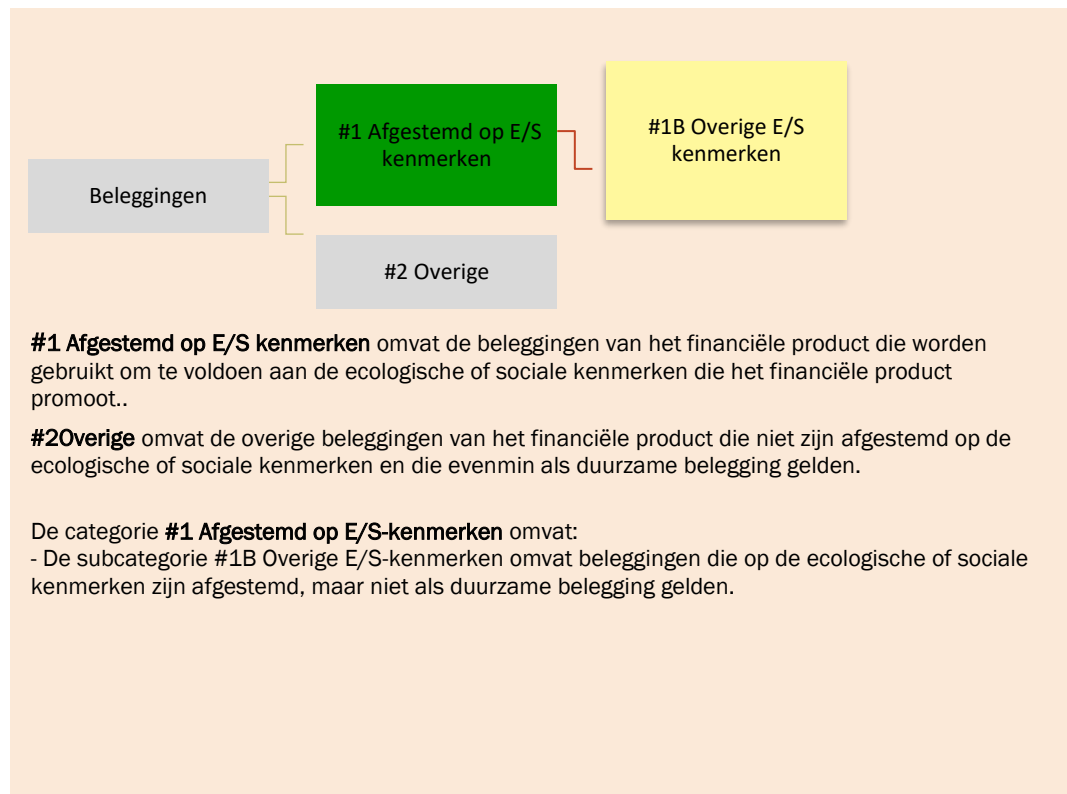 #1 Afgestemd op E/S
kenmerken
#1B Overige E/S
kenmerken
Beleggingen
#2 Overige
#1 Afgestemd op E/S kenmerken omvat de beleggingen van het financiële product die worden
gebruikt om te voldoen aan de ecologische of sociale kenmerken die het financiële product
promoot..
#2Overige omvat de overige beleggingen van het financiële product die niet zijn afgestemd op de
ecologische of sociale kenmerken en die evenmin als duurzame belegging gelden.
De categorie #1 Afgestemd op E/S-kenmerken omvat:
- De subcategorie #1B Overige E/S-kenmerken omvat beleggingen die op de ecologische of sociale
kenmerken zijn afgestemd, maar niet als duurzame belegging gelden.